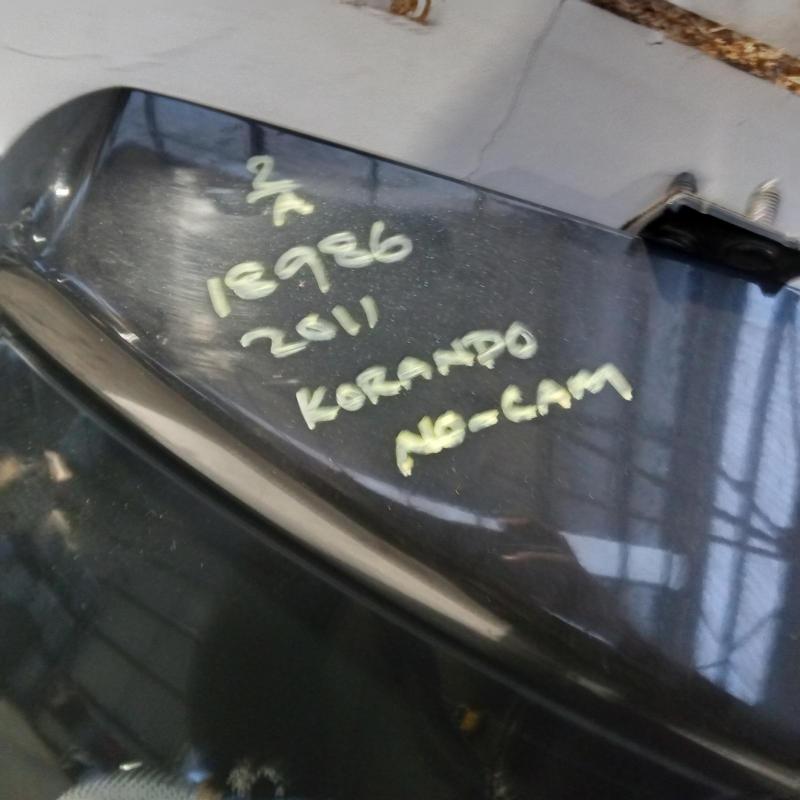 2/A
18986
2011
KORANDO
NO-CAM